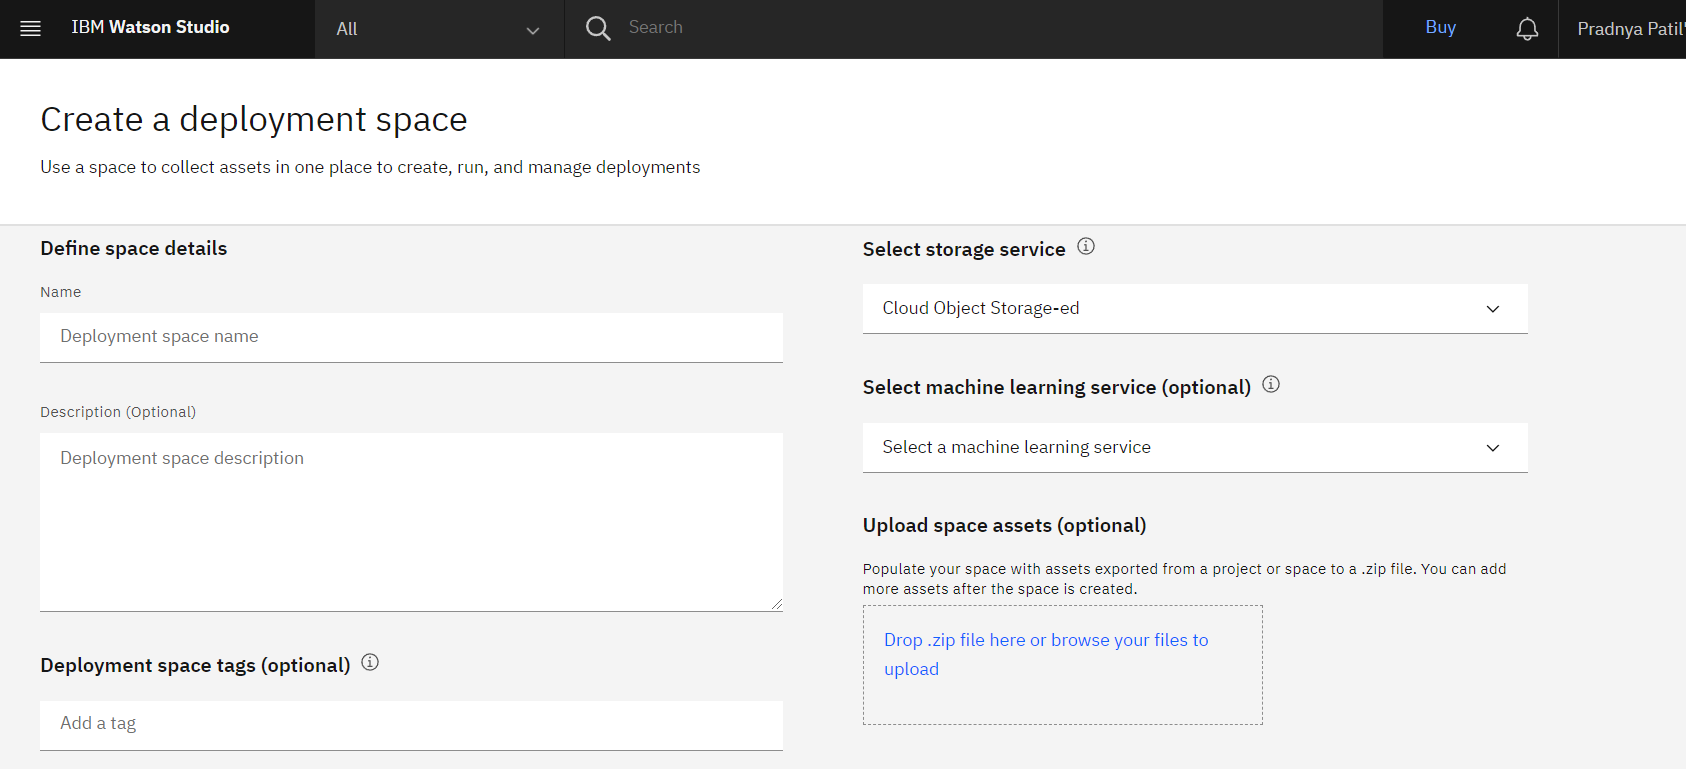 IBM Watson Studio
All
Search
Buy
Pradnya Patil'
Create a deployment space
Use a space to collect assets in one place to create, run, and manage deployments
Define space details
Name
Deployment space name
Description (Optional)
Deployment space description
Deployment space tags (optional)
Add a tag
Select storage service
Cloud Object Storage-ed
Select machine learning service (optional)
Select a machine learning service
Upload space assets (optional)
Populate your space with assets exported from a project or space to a .zip file. You can add
more assets after the space is created.
Drop .zip file here or browse your files to
upload